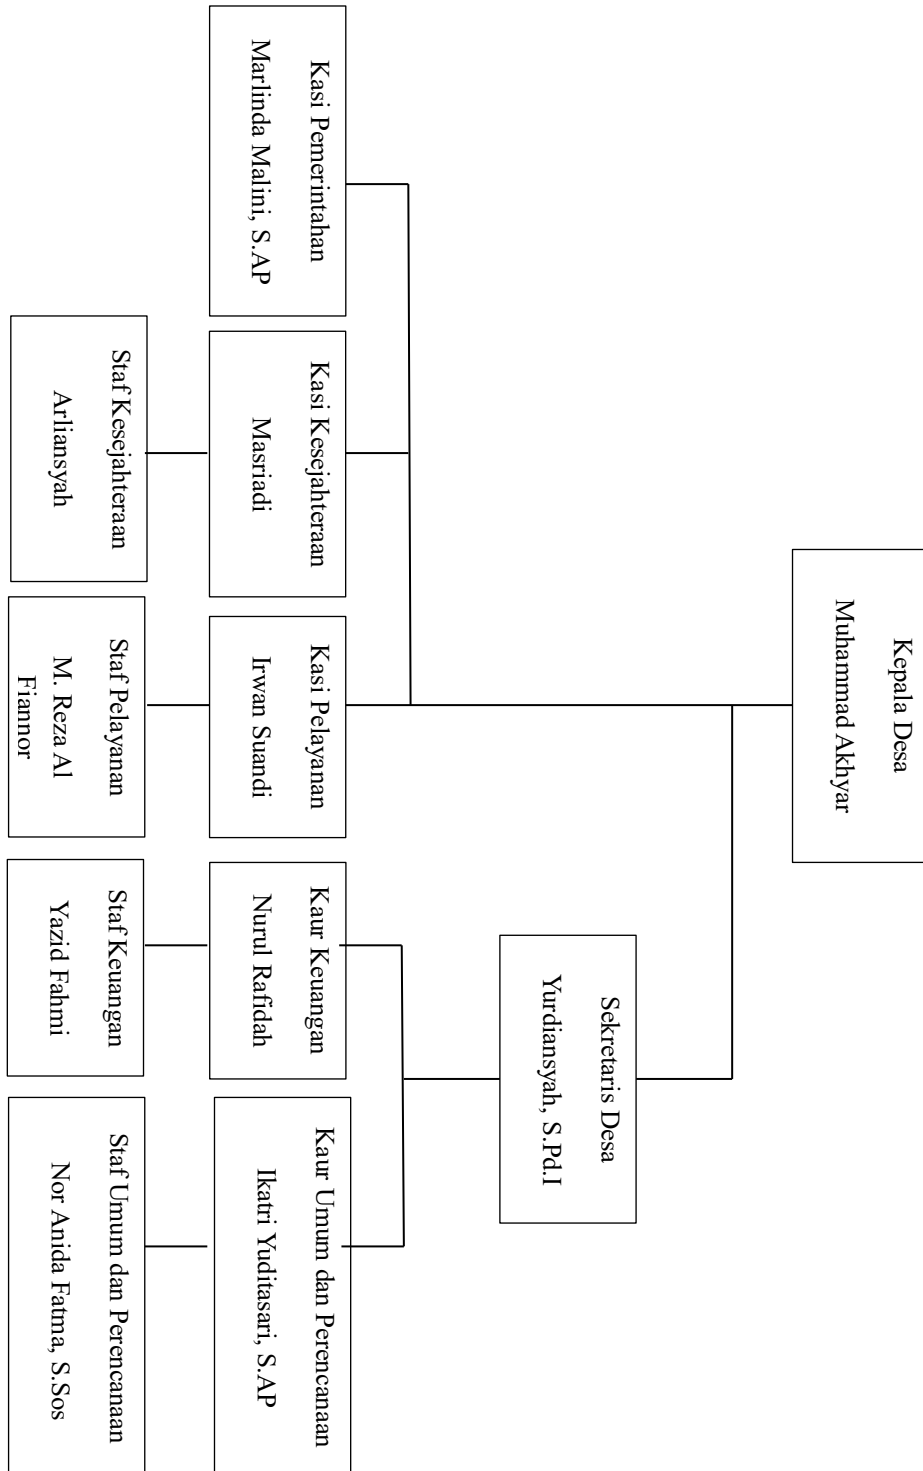 Kepala Desa
Muhammad Akhyar
Sekretaris Desa
Yurdiansyah, S.Pd.I
Kasi Pemerintahan
Marlinda Malini, S.AP
Kasi Kesejahteraan
Masriadi
Kasi Pelayanan
Irwan Suandi
Kaur Keuangan
Nurul Rafidah
Kaur Umum dan Perencanaan
Ikatri Yuditasari, S.AP
Staf Kesejahteraan
Arliansyah
Staf Pelayanan
M. Reza Al
Fiannor
Staf Keuangan
Yazid Fahmi
Staf Umum dan Perencanaan
Nor Anida Fatma, S.Sos